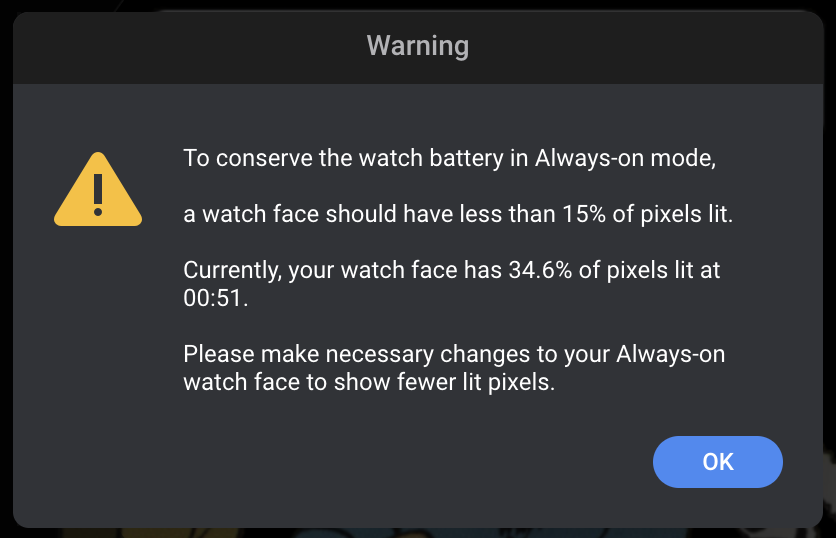 Warning
To conserve the watch battery in Always-on mode,
a watch face should have less than 15% of pixels lit.
Currently, your watch face has 34.6% of pixels lit at
00:51.
Please make necessary changes to your Always-on
watch face to show fewer lit pixels.
OK